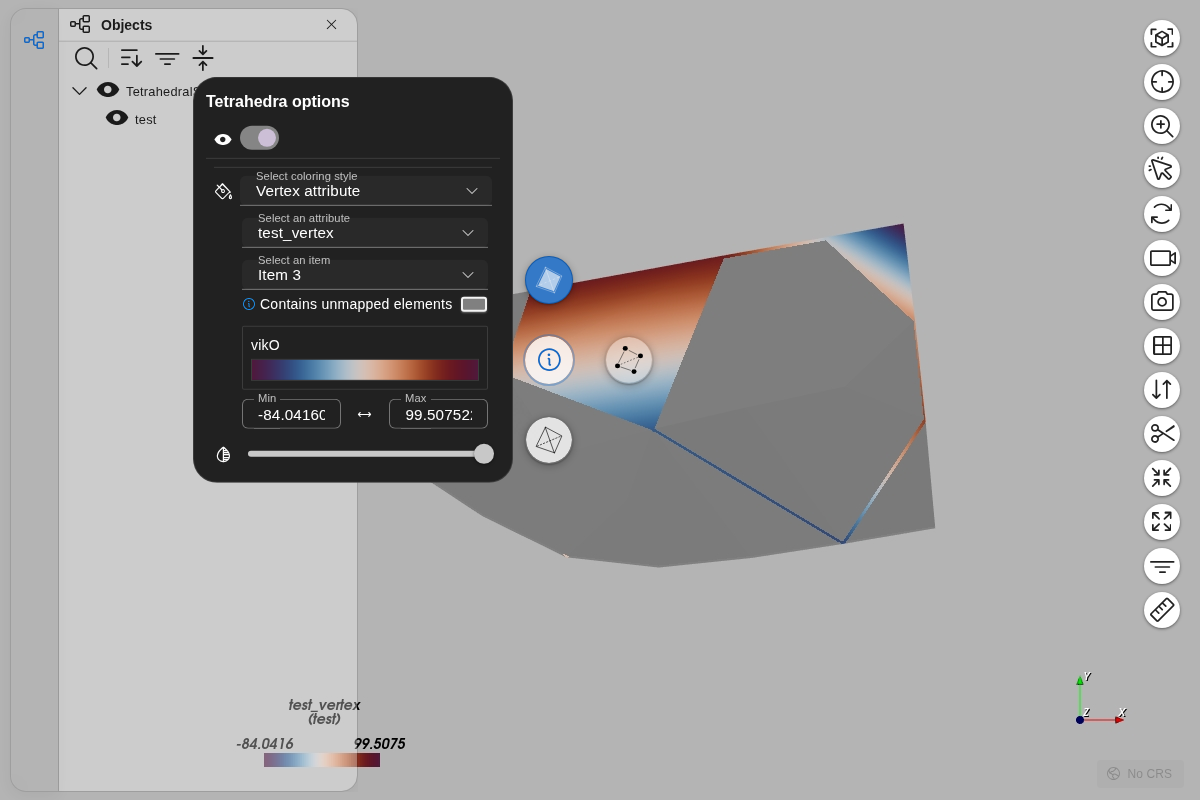 Objects
Tetrahedral
test
Tetrahedra options
Select coloring style
Vertex attribute
Select an attribute
test_vertex
Select an item
Item 3
Contains unmapped elements
vikO
Min
-84.0416
Max
99.50752
test_vertex
(test)
-84.0416
99.5075
Y
Z
X
No CRS